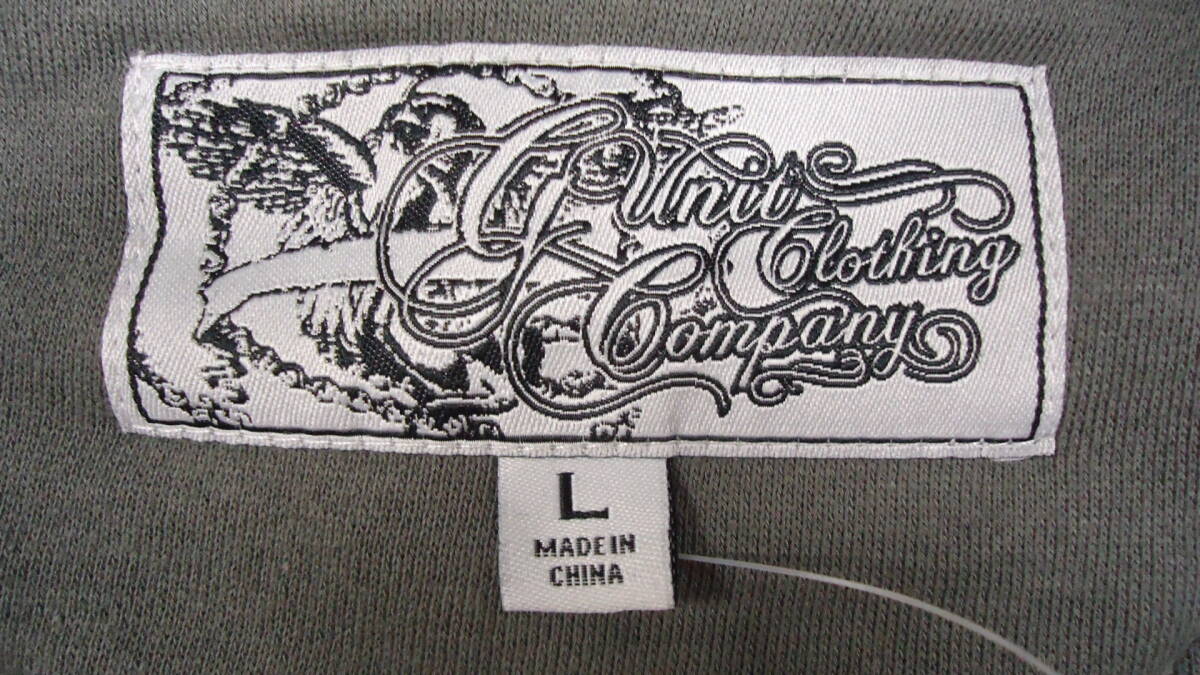 G Unit
Clothing
Company
L
MADE IN
CHINA